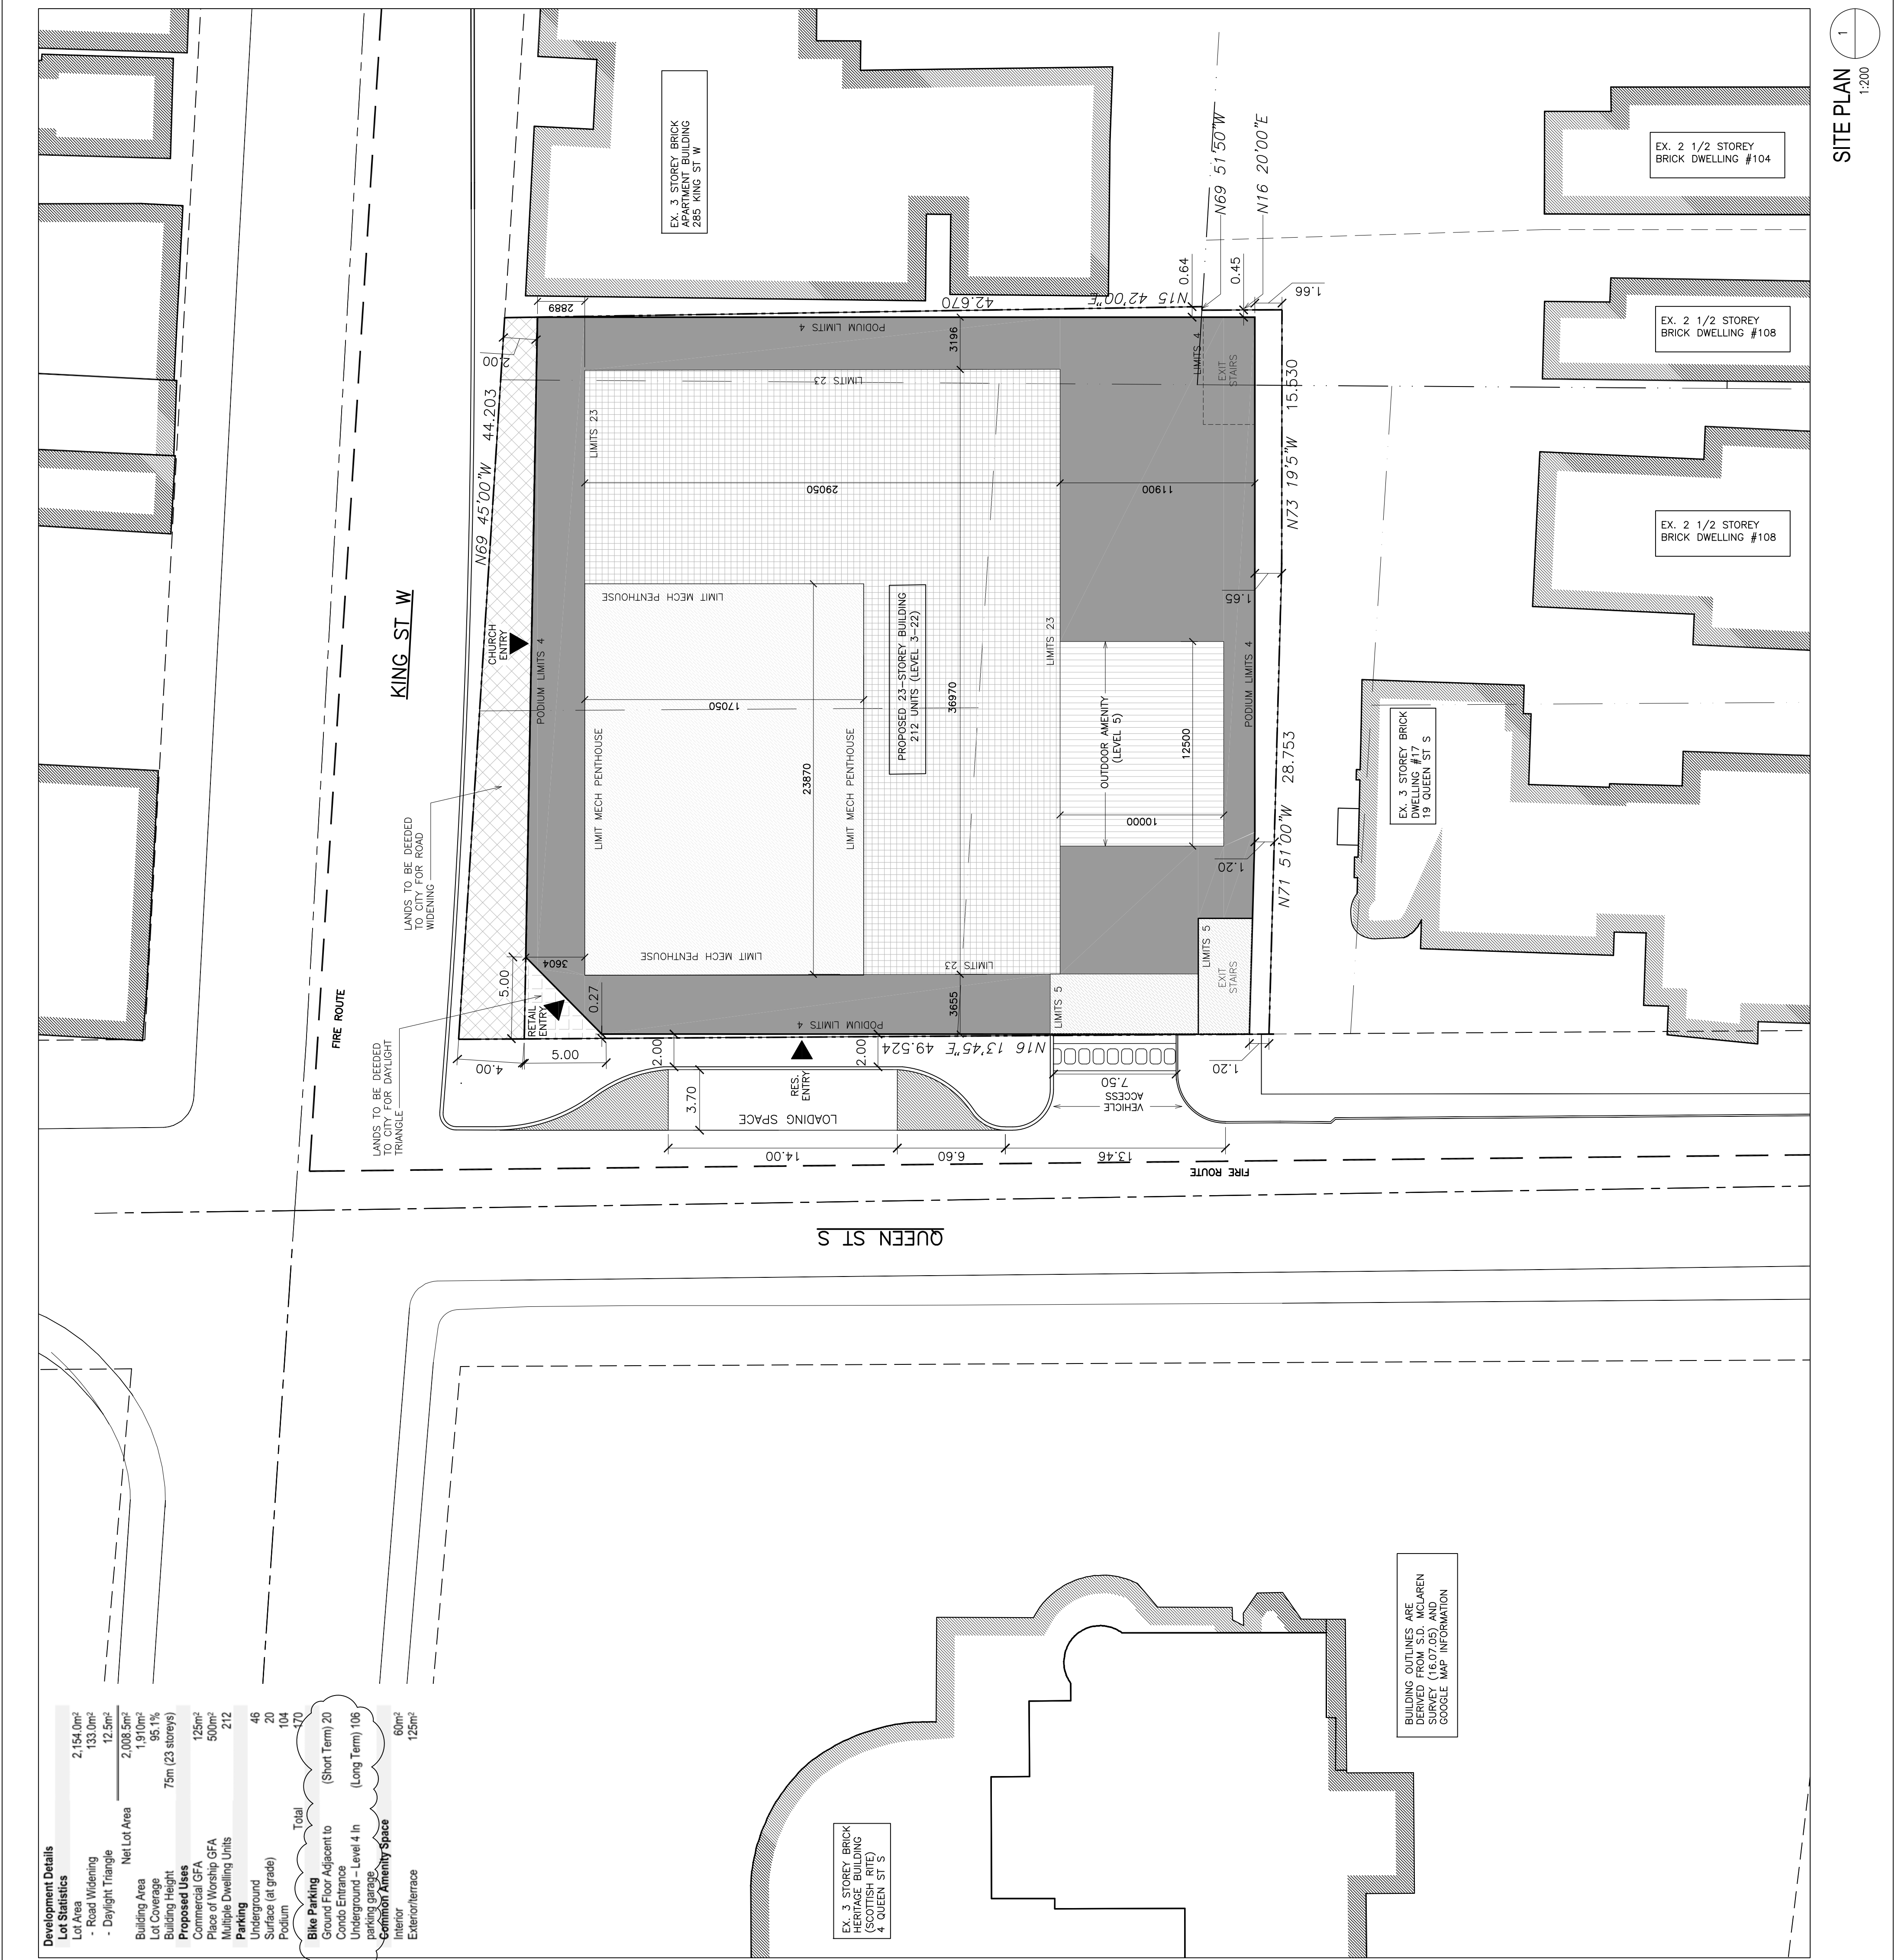 Development Details
Lot Statistics
Lot Area 2,154.0m²
- Road Widening 133.0m²
- Daylight Triangle 12.5m²
Net Lot Area 2,008.5m²
Building Area 1,910m²
Lot Coverage 95.1%
Building Height 75m (23 storeys)
Proposed Uses
Commercial GFA 125m²
Place of Worship GFA 500m²
Multiple Dwelling Units 212
Parking
Underground 46
Surface (at grade) 20
Podium 104
Total 170
Bike Parking
Ground Floor Adjacent to (Short Term) 20
Condo Entrance
Underground – Level 4 In (Long Term) 106
parking garage
Common Amenity Space
Interior 60m²
Exterior/terrace 125m²
EX. 3 STOREY BRICK
HERITAGE BUILDING
(SCOTTISH RITE)
4 QUEEN ST S
BUILDING OUTLINES ARE
DERIVED FROM S.D. MCLAREN
SURVEY (16.07.05) AND
GOOGLE MAP INFORMATION
QUEEN ST S
KING ST W
FIRE ROUTE
FIRE ROUTE
LANDS TO BE DEEDED
TO CITY FOR DAYLIGHT
TRIANGLE
LANDS TO BE DEEDED
TO CITY FOR ROAD
WIDENING
14.00
6.60
13.46
3.70
LOADING SPACE
VEHICLE
ACCESS
7.50
2.00
2.00
RES.
ENTRY
4.00
5.00
5.00
0.27
RETAIL
ENTRY
N16 13'45"E 49.524
1.20
PODIUM LIMITS 4
3604
3655
LIMITS 5
LIMITS 5
EXIT
STAIRS
LIMIT MECH PENTHOUSE
LIMIT MECH PENTHOUSE
LIMIT MECH PENTHOUSE
LIMIT MECH PENTHOUSE
23870
17050
LIMITS 23
LIMITS 23
LIMITS 23
LIMITS 23
36970
29050
11900
PROPOSED 23-STOREY BUILDING
212 UNITS (LEVEL 3-22)
OUTDOOR AMENITY
(LEVEL 5)
12500
10000
PODIUM LIMITS 4
PODIUM LIMITS 4
PODIUM LIMITS 4
CHURCH
ENTRY
N69 45'00"W 44.203
2.00
2889
3196
N15 42'00"E
42.670
LIMITS 4
EXIT
STAIRS
0.64
0.45
1.66
N69 51'50"W
N16 20'00"E
N73 19'5"W 15.530
1.65
1.20
N71 51'00"W 28.753
EX. 3 STOREY BRICK
APARTMENT BUILDING
285 KING ST W
EX. 3 STOREY BRICK
DWELLING #17
19 QUEEN ST S
EX. 2 1/2 STOREY
BRICK DWELLING #108
EX. 2 1/2 STOREY
BRICK DWELLING #108
EX. 2 1/2 STOREY
BRICK DWELLING #104
SITE PLAN
1:200
1